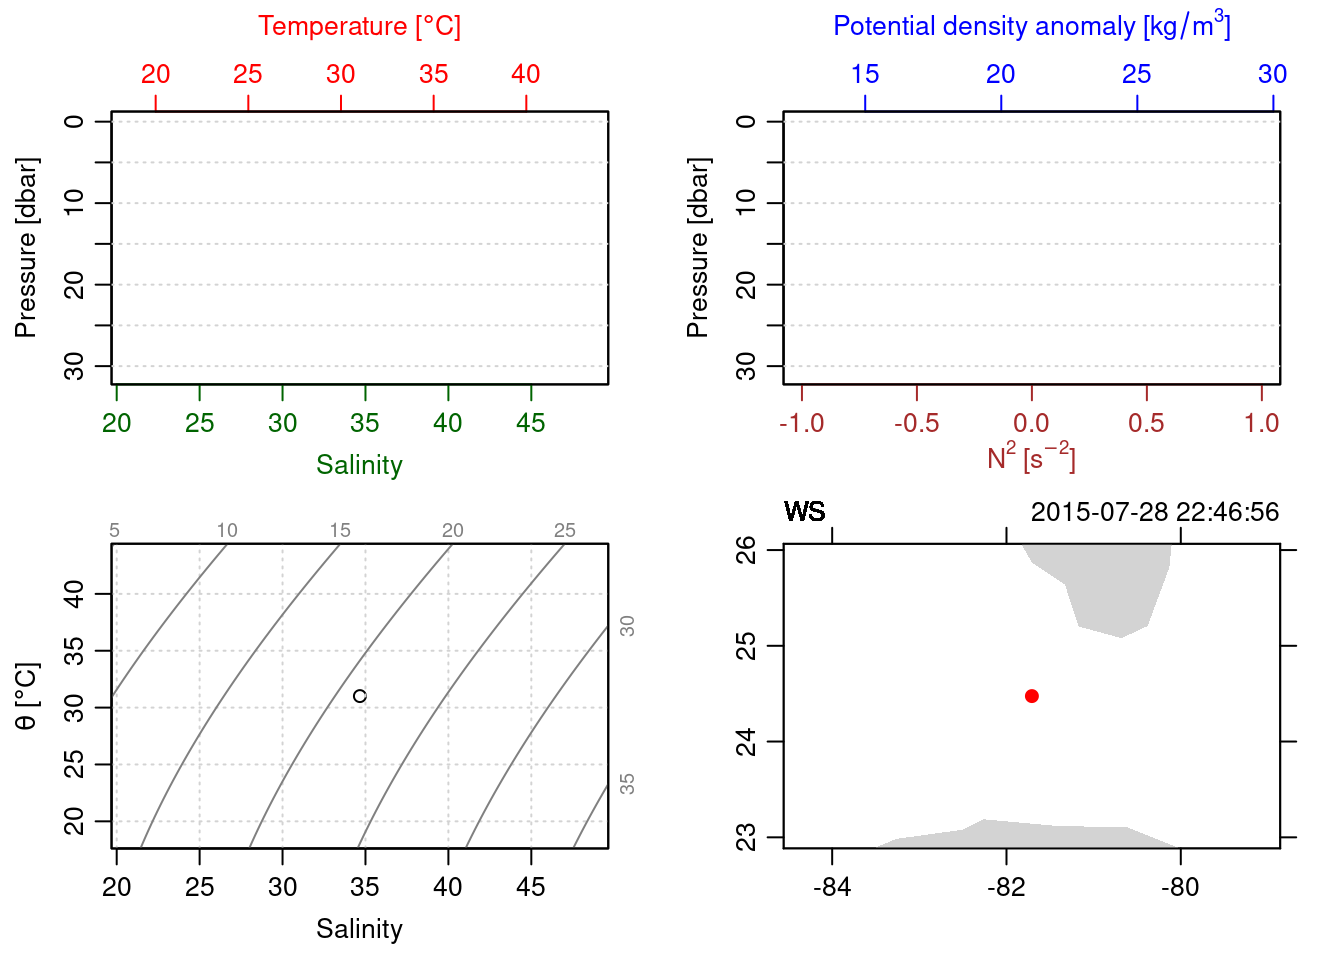 Temperature [°C]
20 25 30 35 40
0
10
20
30
Pressure [dbar]
20 25 30 35 40 45
Salinity
Potential density anomaly [kg/m³]
15 20 25 30
0
10
20
30
Pressure [dbar]
-1.0 -0.5 0.0 0.5 1.0
N² [s⁻²]
5 10 15 20 25
30
35
40
35
30
25
20
θ [°C]
20 25 30 35 40 45
Salinity
WS 2015-07-28 22:46:56
26
25
24
23
-84 -82 -80